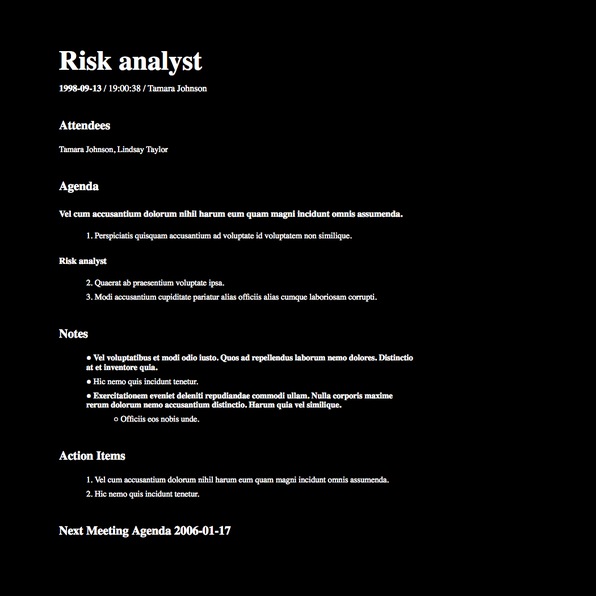 Risk analyst
1998-09-13 / 19:00:38 / Tamara Johnson
Attendees
Tamara Johnson, Lindsay Taylor
Agenda
Vel cum accusantium dolorum nihil harum eum quam magni incidunt omnis assumenda.
1. Perspiciatis quisquam accusantium ad voluptate id voluptatem non similique.
Risk analyst
2. Quaerat ab praesentium voluptate ipsa.
3. Modi accusantium cupiditate pariatur alias officiis alias cumque laboriosam corrupti.
Notes
● Vel voluptatibus et modi odio iusto. Quos ad repellendus laborum nemo dolores. Distinctio
at et inventore quia.
● Hic nemo quis incidunt tenetur.
● Exercitationem eveniet deleniti repudiandae commodi ullam. Nulla corporis maxime
rerum dolorum nemo accusantium distinctio. Harum quia vel similique.
○ Officiis eos nobis unde.
Action Items
1. Vel cum accusantium dolorum nihil harum eum quam magni incidunt omnis assumenda.
2. Hic nemo quis incidunt tenetur.
Next Meeting Agenda 2006-01-17